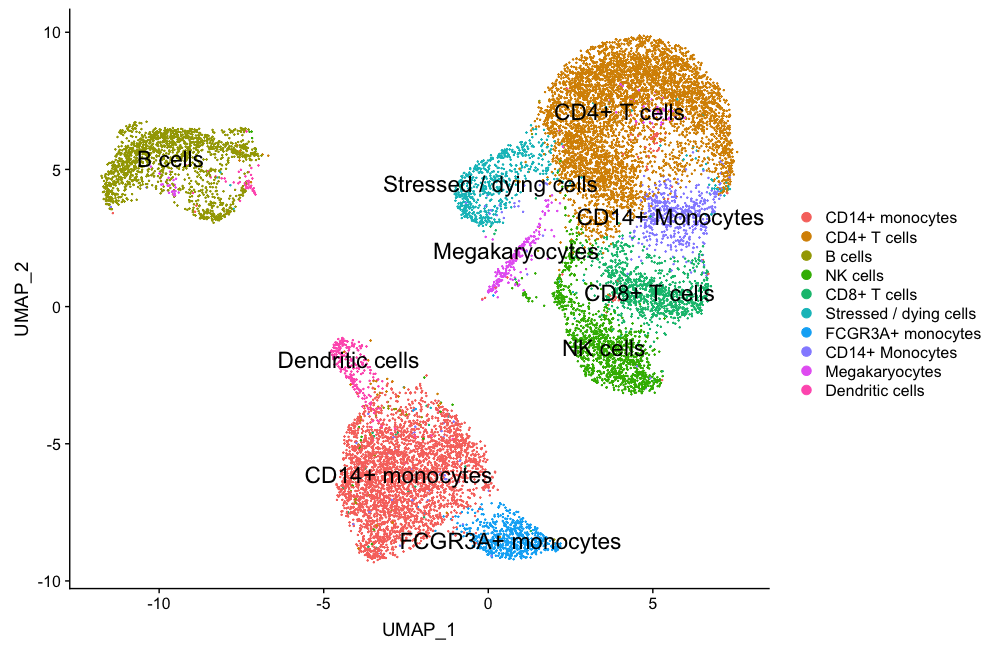 10
5
0
-5
-10
UMAP_2
-10
-5
0
5
UMAP_1
CD4+ T cells
B cells
Stressed / dying cells
CD14+ Monocytes
Megakaryocytes
CD8+ T cells
NK cells
Dendritic cells
CD14+ monocytes
FCGR3A+ monocytes
CD14+ monocytes
CD4+ T cells
B cells
NK cells
CD8+ T cells
Stressed / dying cells
FCGR3A+ monocytes
CD14+ Monocytes
Megakaryocytes
Dendritic cells